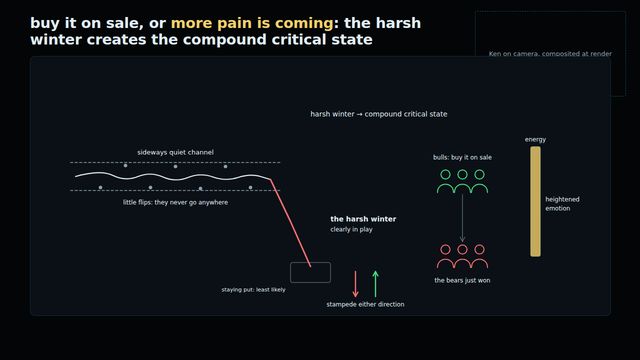 buy it on sale, or more pain is coming: the harsh
winter creates the compound critical state
Ken on camera, composited at render
harsh winter → compound critical state
energy
sideways quiet channel
bulls: buy it on sale
little flips: they never go anywhere
heightened
emotion
the harsh winter
clearly in play
the bears just won
staying put: least likely
stampede either direction